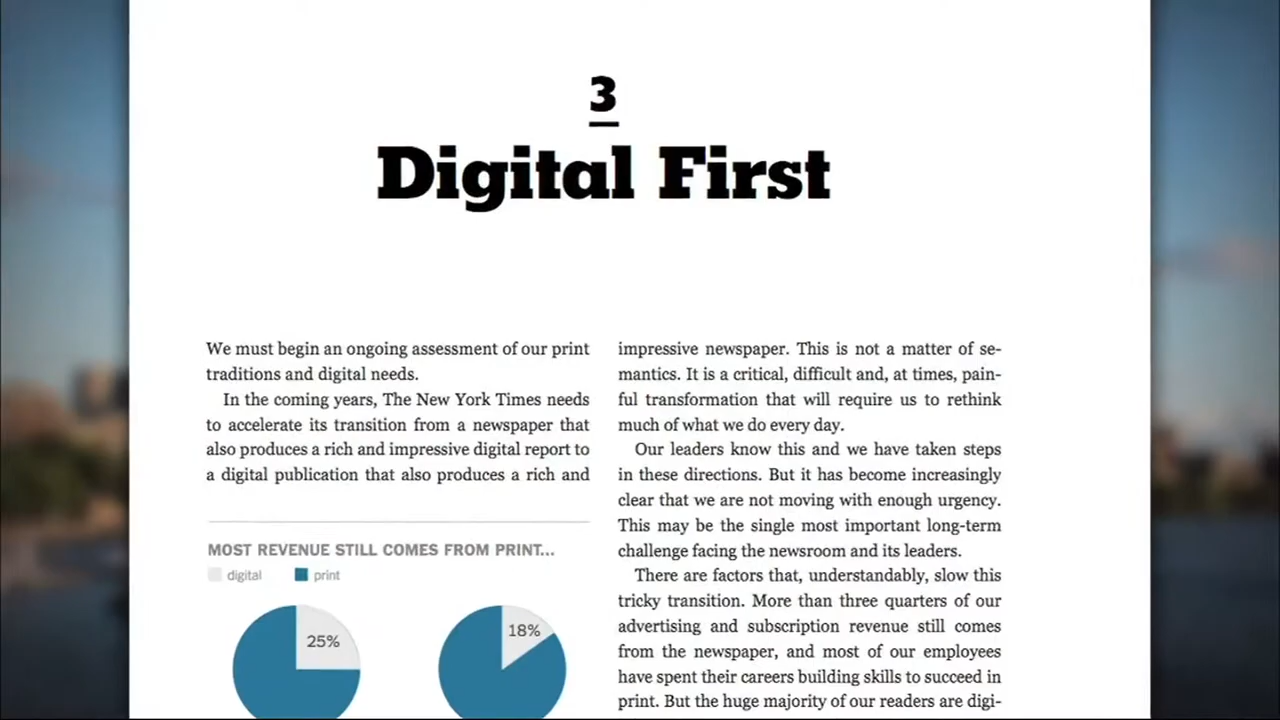 3
Digital First
We must begin an ongoing assessment of our print
traditions and digital needs.
In the coming years, The New York Times needs
to accelerate its transition from a newspaper that
also produces a rich and impressive digital report to
a digital publication that also produces a rich and
MOST REVENUE STILL COMES FROM PRINT...
digital print
25% 18%
impressive newspaper. This is not a matter of se-
mantics. It is a critical, difficult and, at times, pain-
ful transformation that will require us to rethink
much of what we do every day.
Our leaders know this and we have taken steps
in these directions. But it has become increasingly
clear that we are not moving with enough urgency.
This may be the single most important long-term
challenge facing the newsroom and its leaders.
There are factors that, understandably, slow this
tricky transition. More than three quarters of our
advertising and subscription revenue still comes
from the newspaper, and most of our employees
have spent their careers building skills to succeed in
print. But the huge majority of our readers are digi-